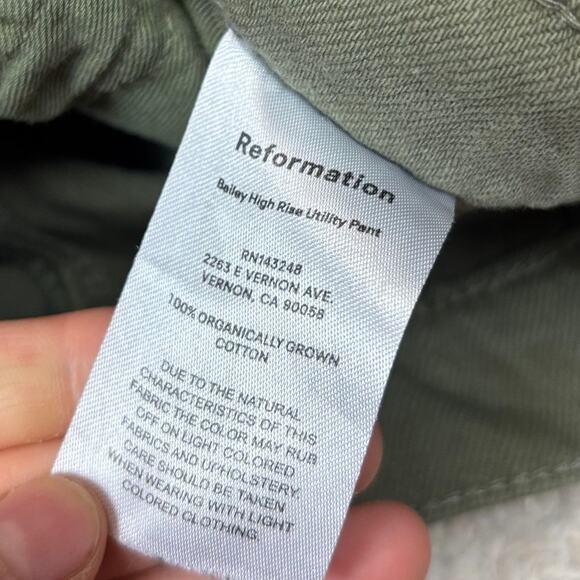 Reformation
Bailey High Rise Utility Pant
RN143248
2263 E VERNON AVE.
VERNON, CA 90058
100% ORGANICALLY GROWN
COTTON
DUE TO THE NATURAL
CHARACTERISTICS OF THIS
FABRIC THE COLOR MAY RUB
OFF ON LIGHT COLORED
FABRICS AND UPHOLSTERY.
CARE SHOULD BE TAKEN
WHEN WEARING WITH LIGHT
COLORED CLOTHING.